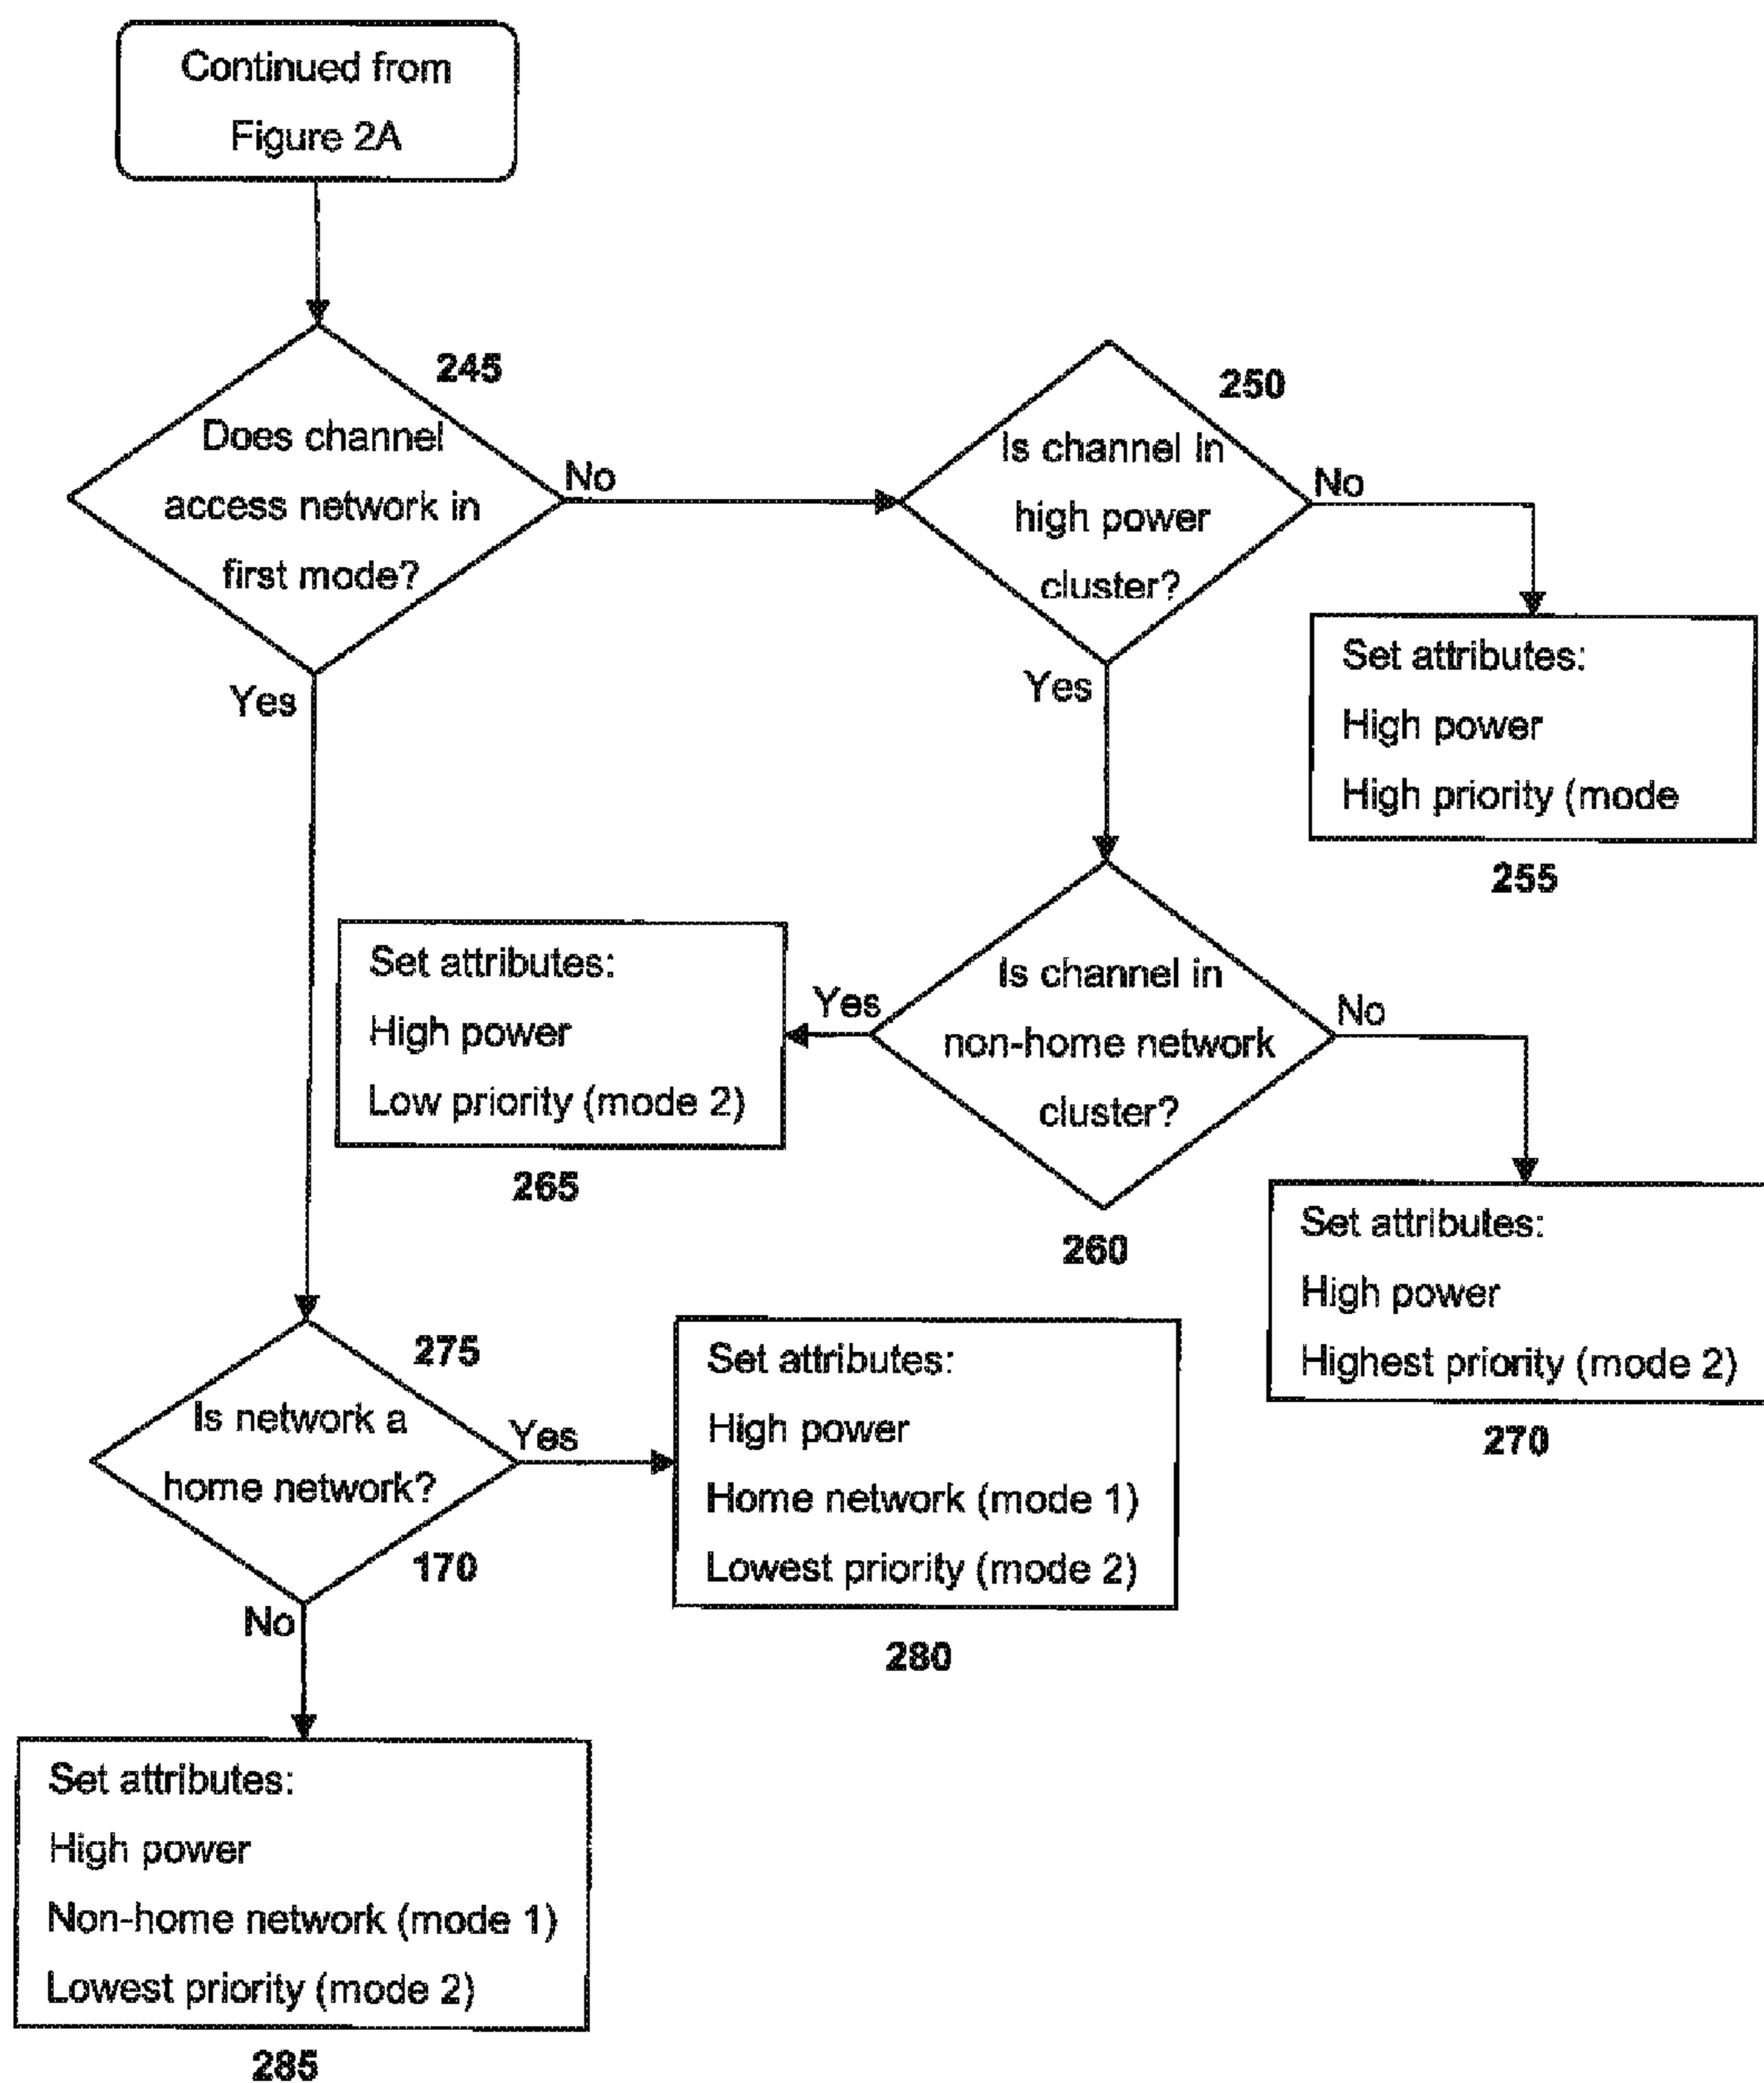 Continued from
Figure 2A
245
Does channel
access network in
first mode?
No
Yes
250
Is channel in
high power
cluster?
No
Yes
Set attributes:
High power
High priority (mode
255
Is channel in
non-home network
cluster?
Yes
No
260
Set attributes:
High power
Low priority (mode 2)
265
Set attributes:
High power
Highest priority (mode 2)
270
275
Is network a
home network?
Yes
170
No
Set attributes:
High power
Home network (mode 1)
Lowest priority (mode 2)
280
Set attributes:
High power
Non-home network (mode 1)
Lowest priority (mode 2)
285